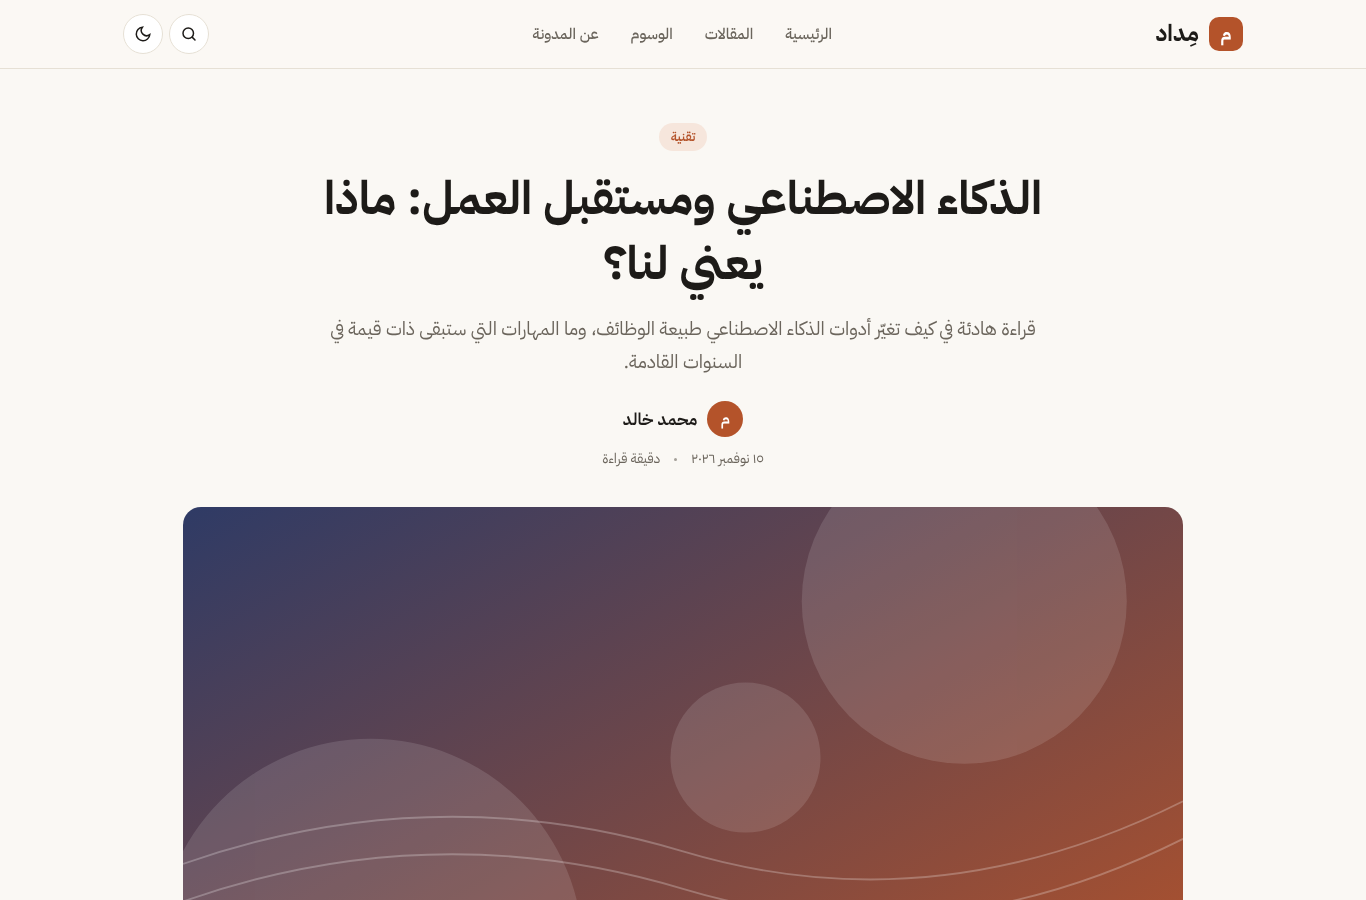 م مِداد
الرئيسية المقالات الوسوم عن المدونة
تقنية
الذكاء الاصطناعي ومستقبل العمل: ماذا
يعني لنا؟
قراءة هادئة في كيف تغيّر أدوات الذكاء الاصطناعي طبيعة الوظائف، وما المهارات التي ستبقى ذات قيمة في
السنوات القادمة.
م محمد خالد
١٥ نوفمبر ٢٠٢٦ • دقيقة قراءة